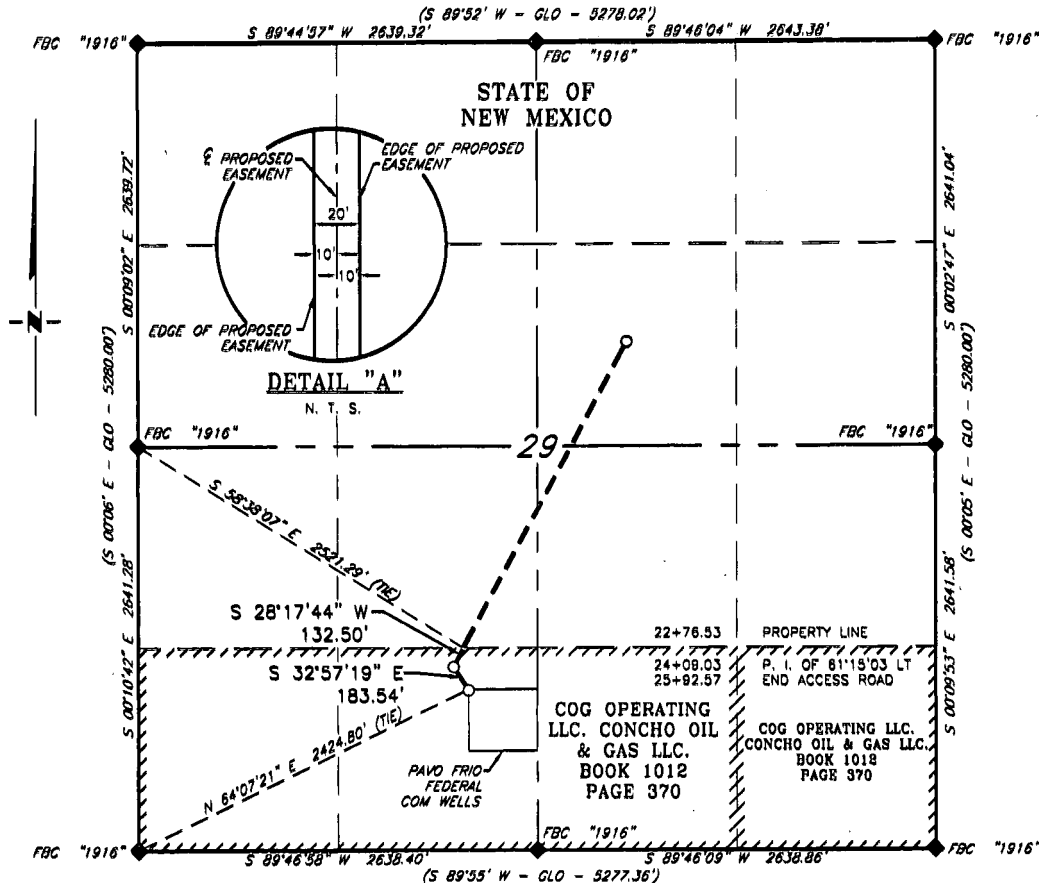 (S 89°52' W - GLO - 5278.02')
S 89°44'57" W 2639.32'
S 89°46'04" W 2643.38'
FBC "1916"
FBC "1916"
FBC "1916"
STATE OF
NEW MEXICO
℄ PROPOSED
EASEMENT
EDGE OF PROPOSED
EASEMENT
20'
10'
10'
EDGE OF PROPOSED
EASEMENT
DETAIL "A"
N. T. S.
S 00°09'02" E 2639.72'
S 00°02'47" E 2641.04'
N
(S 00°06' E - GLO - 5280.00')
(S 00°05' E - GLO - 5280.00')
FBC "1916"
29
FBC "1916"
S 58°38'07" E 2521.29' (TIE)
S 28°17'44" W
132.50'
S 32°57'19" E
183.54'
N 64°07'21" E 2424.80' (TIE)
S 00°10'42" E 2641.28'
S 00°09'53" E 2641.58'
22+76.53 PROPERTY LINE
24+09.03 P. I. OF 61°15'03 LT
25+92.57 END ACCESS ROAD
COG OPERATING
LLC. CONCHO OIL
& GAS LLC.
BOOK 1012
PAGE 370
COG OPERATING LLC.
CONCHO OIL & GAS LLC.
BOOK 1012
PAGE 370
PAVO FRIO
FEDERAL
COM WELLS
FBC "1916"
FBC "1916"
FBC "1916"
S 89°46'58" W 2638.40'
S 89°46'09" W 2638.86'
(S 89°55' W - GLO - 5277.36')